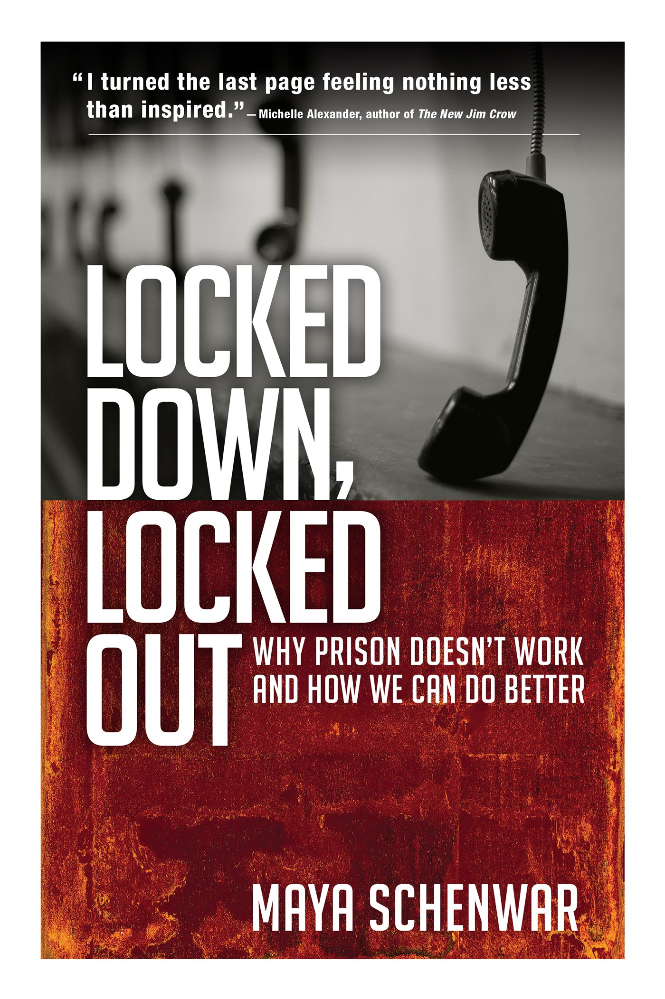 “I turned the last page feeling nothing less
than inspired.” — Michelle Alexander, author of The New Jim Crow
LOCKED
DOWN,
LOCKED
OUT
WHY PRISON DOESN’T WORK
AND HOW WE CAN DO BETTER
MAYA SCHENWAR